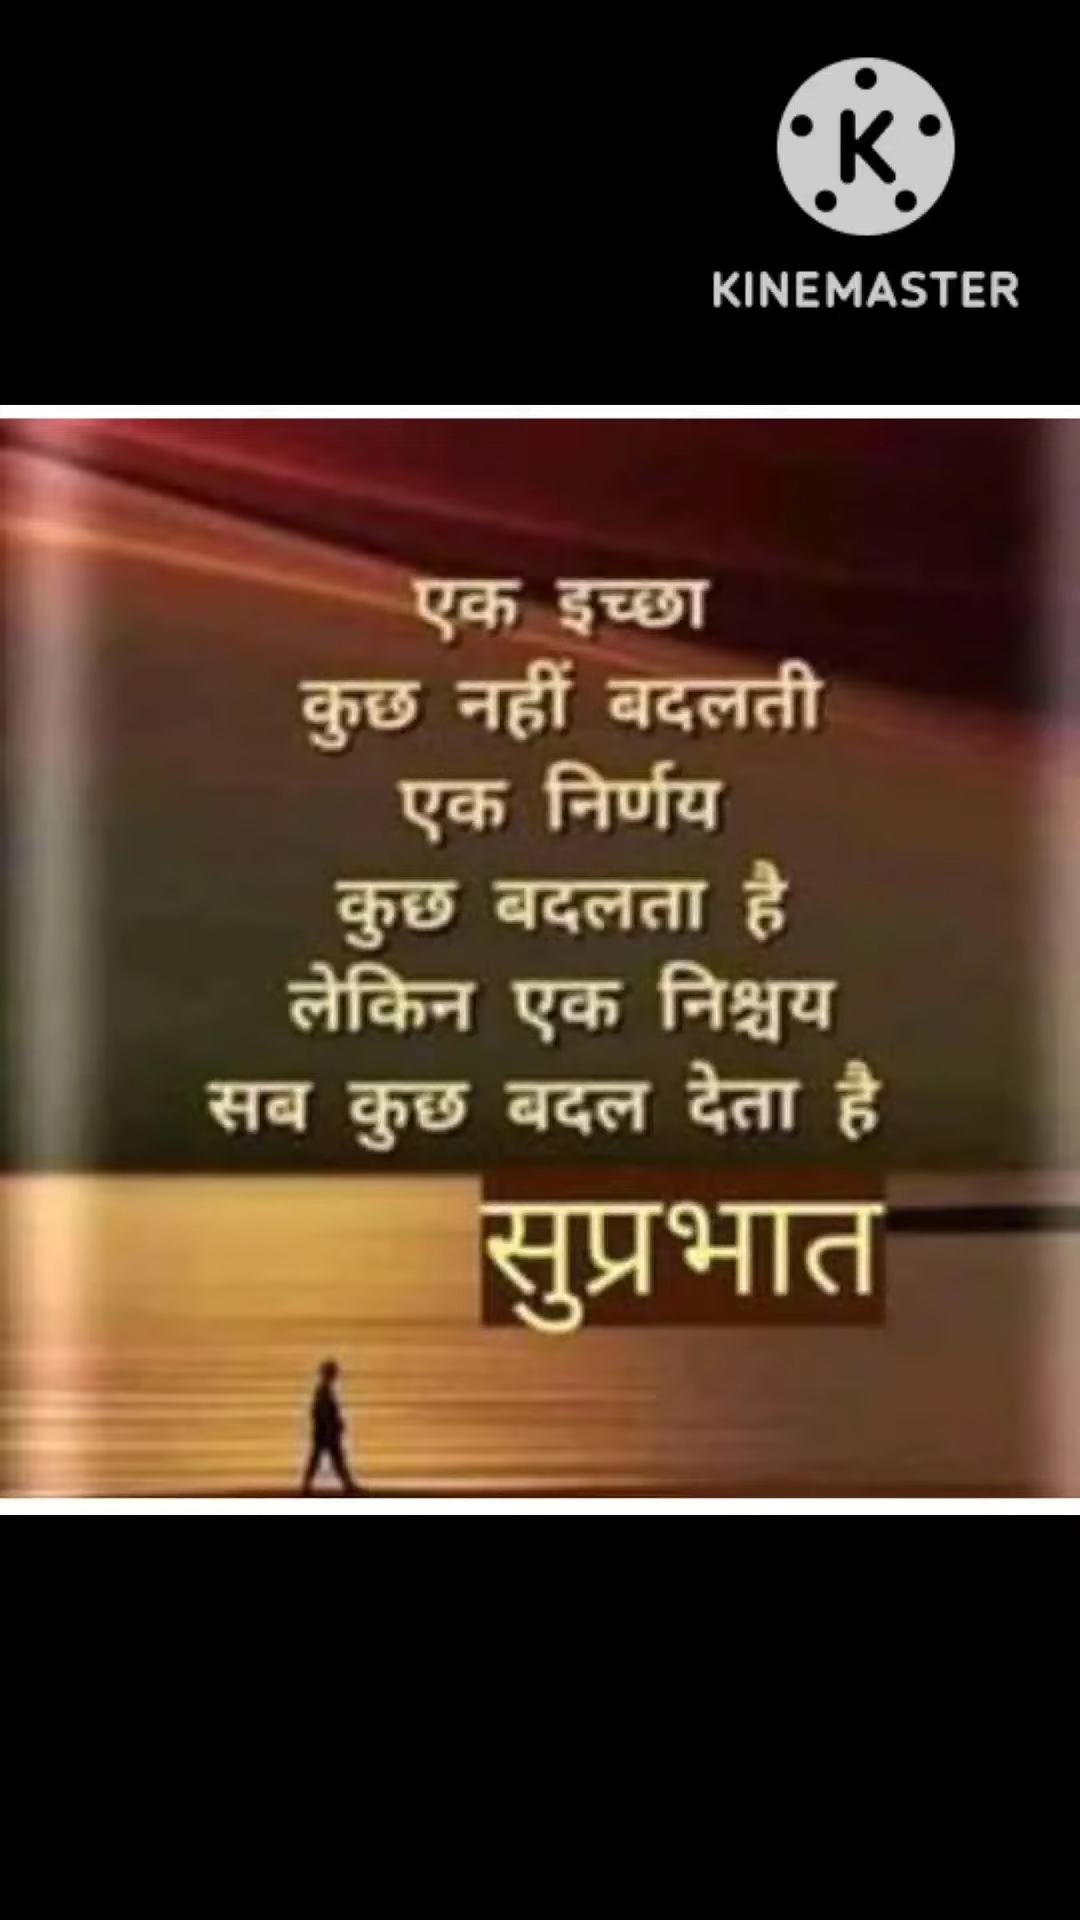 K
KINEMASTER
एक इच्छा
कुछ नहीं बदलती
एक निर्णय
कुछ बदलता है
लेकिन एक निश्चय
सब कुछ बदल देता है
सुप्रभात